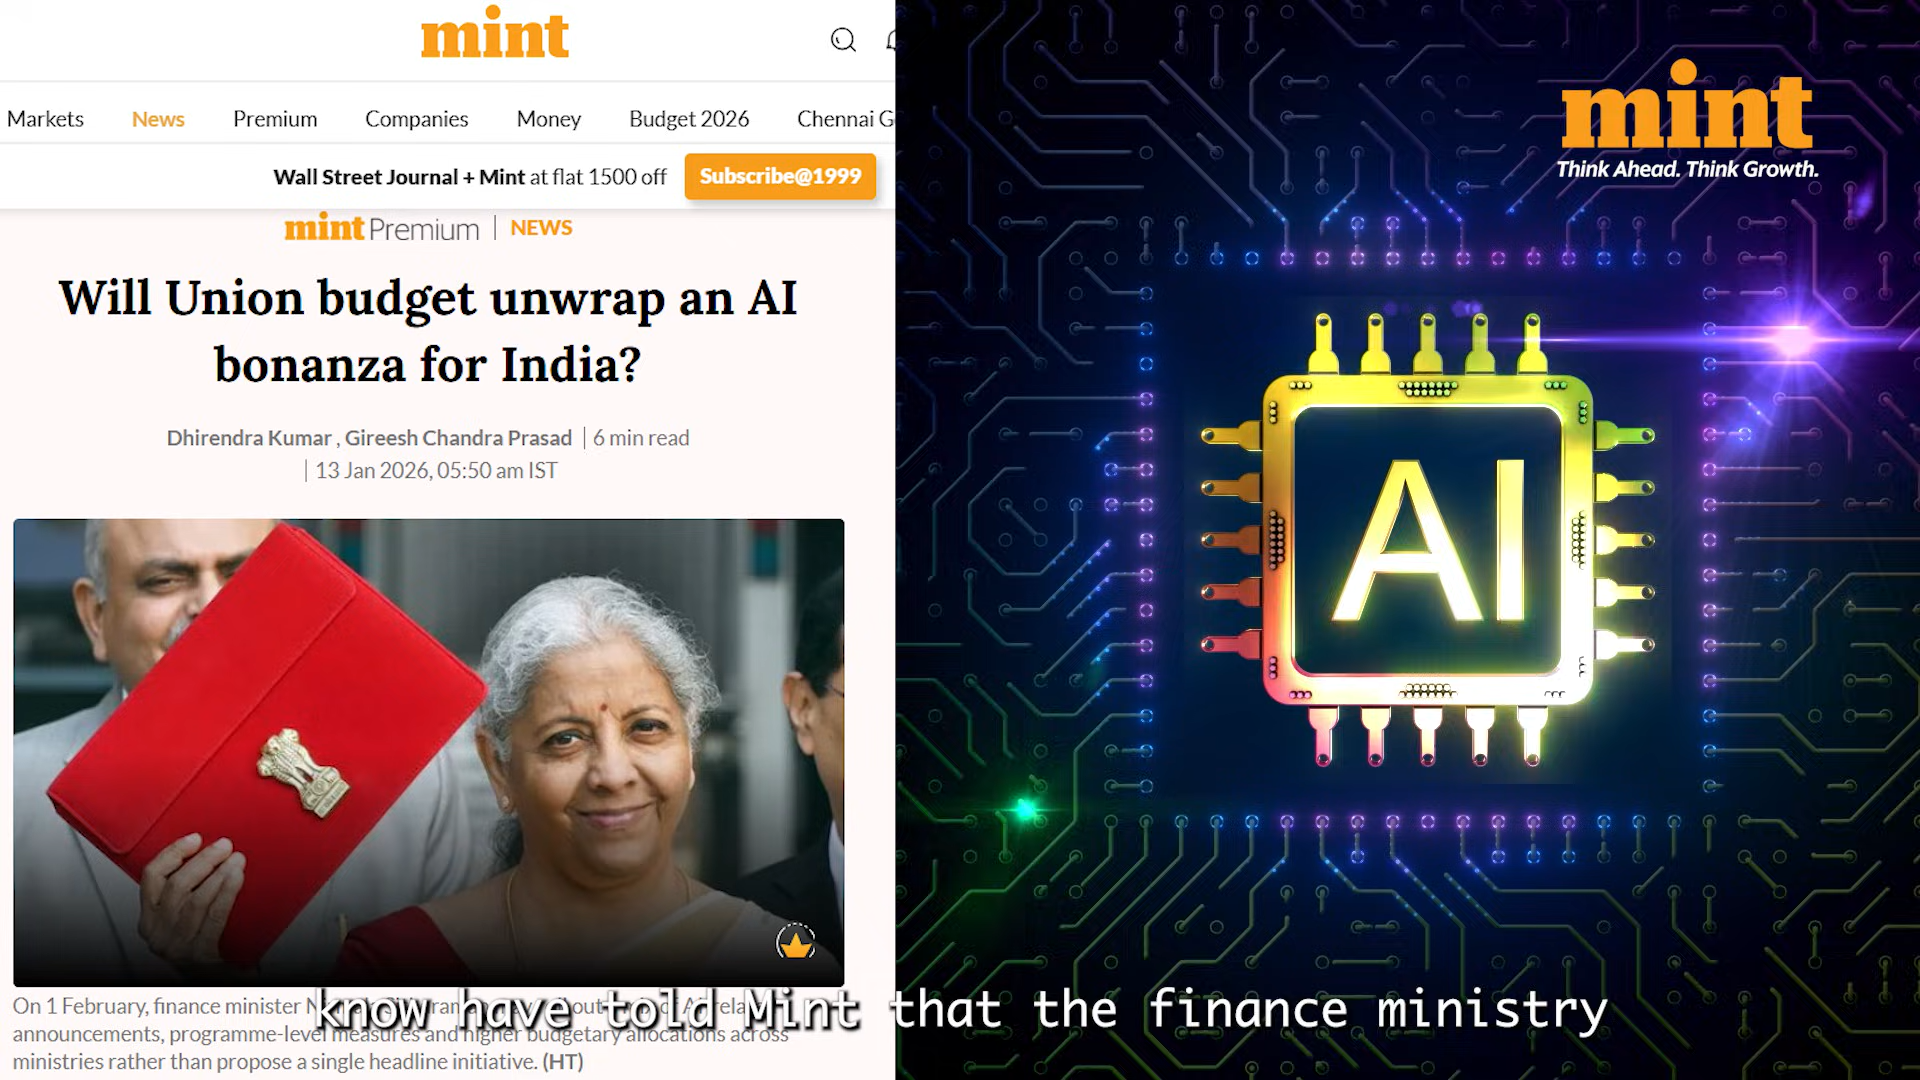 mint
Markets News Premium Companies Money Budget 2026 Chennai G
Wall Street Journal + Mint at flat 1500 off Subscribe@1999
mint Premium | NEWS
Will Union budget unwrap an AI
bonanza for India?
Dhirendra Kumar , Gireesh Chandra Prasad | 6 min read
| 13 Jan 2026, 05:50 am IST
On 1 February, finance minister
announcements, programme-level measures and higher budgetary allocations across
ministries rather than propose a single headline initiative. (HT)
mint
Think Ahead. Think Growth.
AI
know have told Mint that the finance ministry